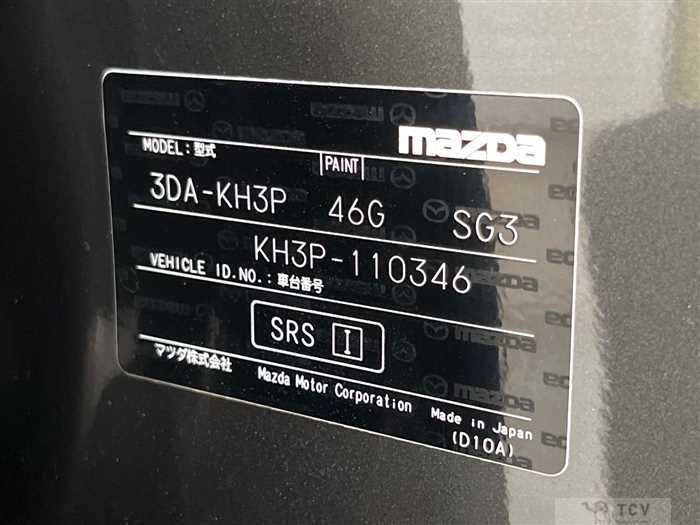 mazda
MODEL:型式 PAINT
3DA-KH3P 46G SG3
KH3P-110346
VEHICLE ID.NO.:車台番号
SRS I
マツダ株式会社 Mazda Motor Corporation Made in Japan
(D10A)
TCV